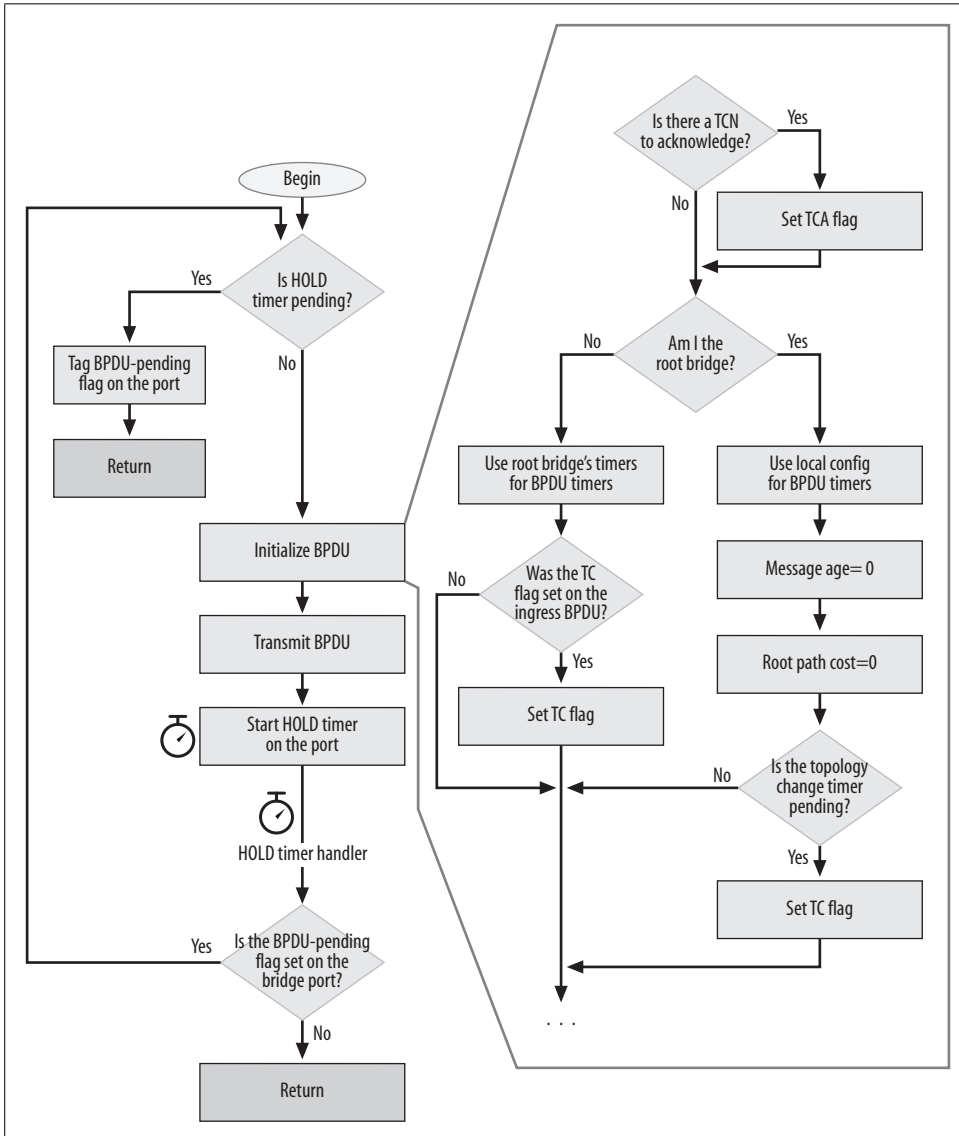 Begin
Is HOLD
timer pending?
Yes
No
Tag BPDU-pending
flag on the port
Return
Initialize BPDU
Transmit BPDU
Start HOLD timer
on the port
HOLD timer handler
Is the BPDU-pending
flag set on the
bridge port?
Yes
No
Return
Is there a TCN
to acknowledge?
Yes
No
Set TCA flag
Am I the
root bridge?
No
Yes
Use root bridge's timers
for BPDU timers
Was the TC
flag set on the
ingress BPDU?
No
Yes
Set TC flag
Use local config
for BPDU timers
Message age= 0
Root path cost=0
Is the topology
change timer
pending?
No
Yes
Set TC flag
. . .